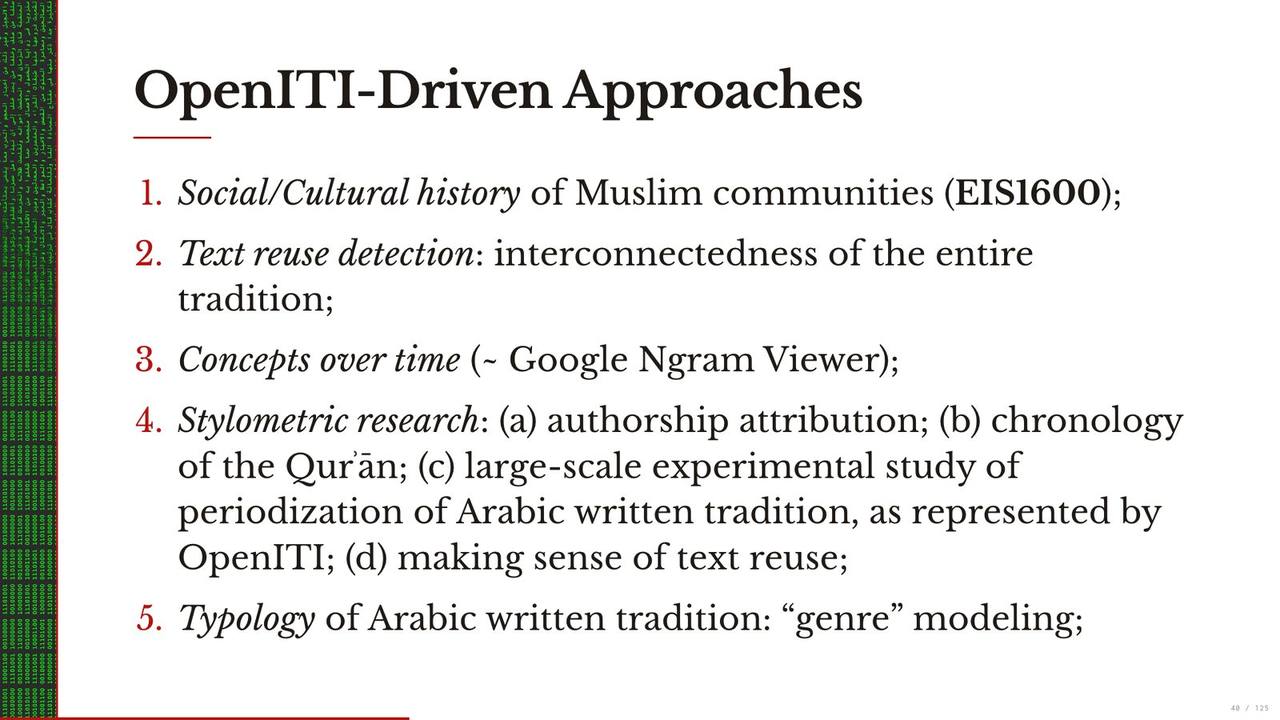 OpenITI-Driven Approaches
1. Social/Cultural history of Muslim communities (EIS1600);
2. Text reuse detection: interconnectedness of the entire
tradition;
3. Concepts over time (~ Google Ngram Viewer);
4. Stylometric research: (a) authorship attribution; (b) chronology
of the Qurʾān; (c) large-scale experimental study of
periodization of Arabic written tradition, as represented by
OpenITI; (d) making sense of text reuse;
5. Typology of Arabic written tradition: “genre” modeling;
40 / 125